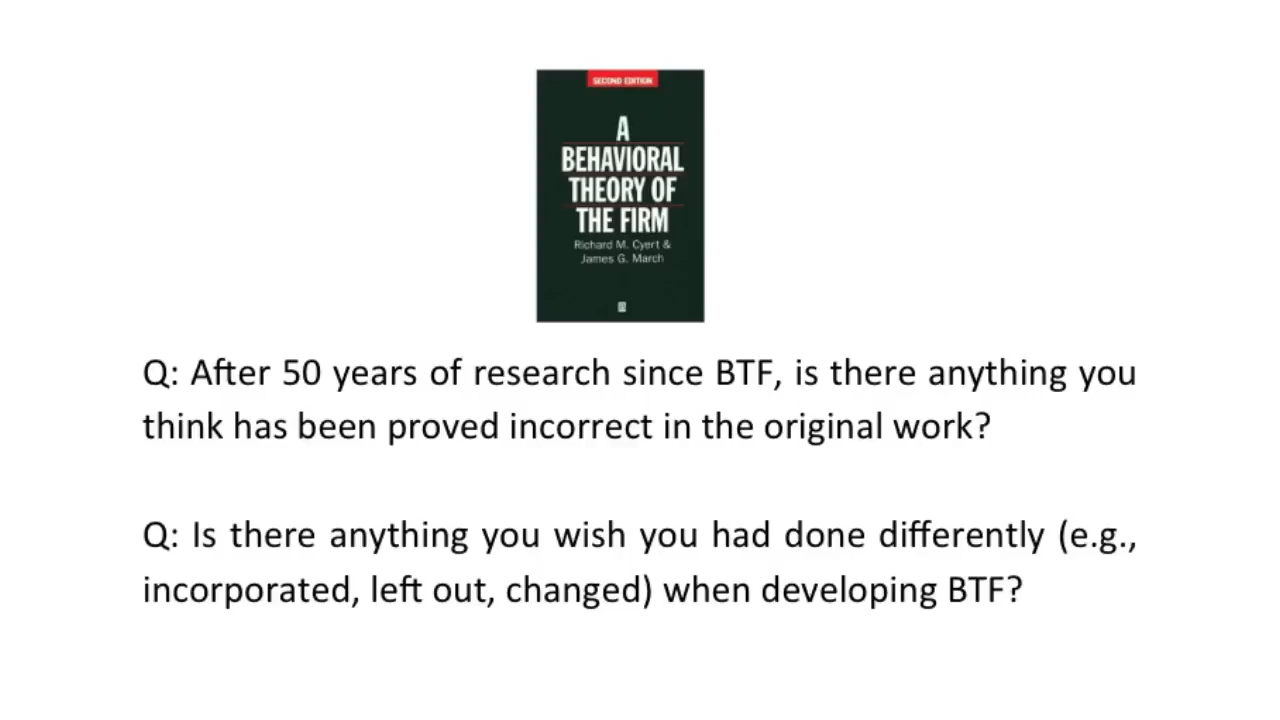 SECOND EDITION
A
BEHAVIORAL
THEORY OF
THE FIRM
Richard M. Cyert &
James G. March
Q: After 50 years of research since BTF, is there anything you
think has been proved incorrect in the original work?
Q: Is there anything you wish you had done differently (e.g.,
incorporated, left out, changed) when developing BTF?